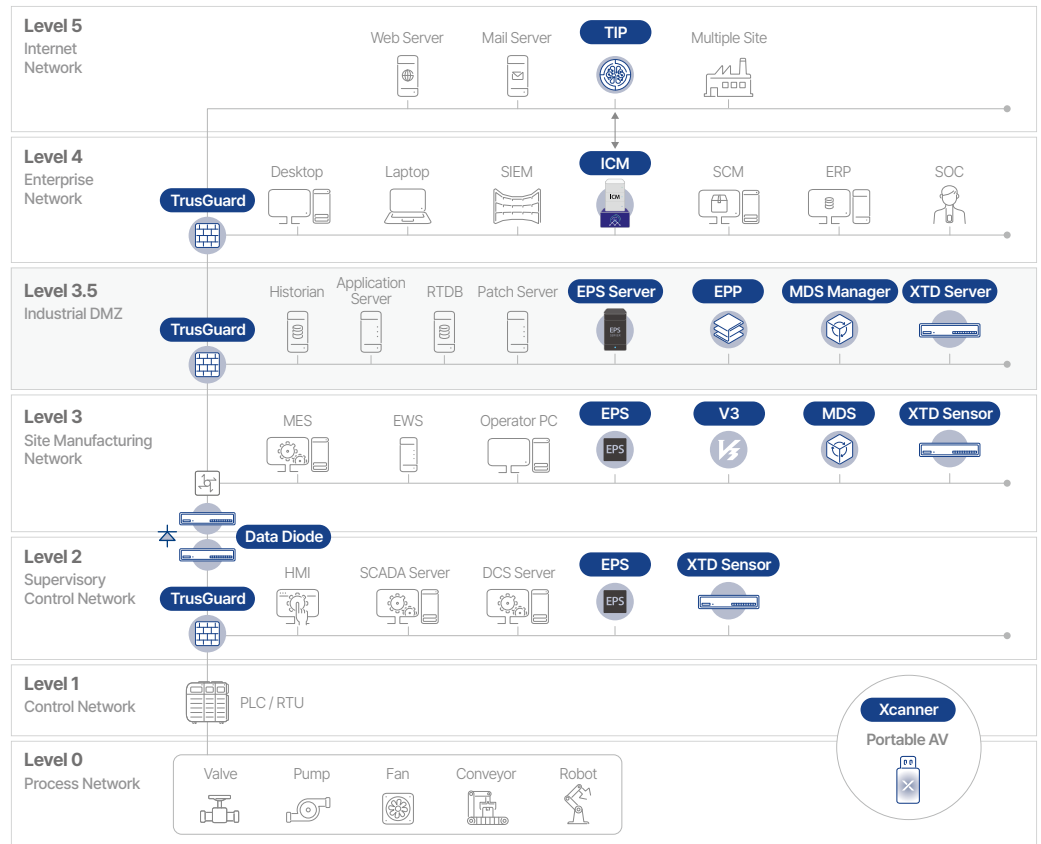 Level 5
Internet
Network
Web Server
Mail Server
TIP
Multiple Site
Level 4
Enterprise
Network
TrusGuard
Desktop
Laptop
SIEM
ICM
ICM
SCM
ERP
SOC
Level 3.5
Industrial DMZ
TrusGuard
Historian
Application
Server
RTDB
Patch Server
EPS Server
EPS
EPP
MDS Manager
XTD Server
Level 3
Site Manufacturing
Network
MES
EWS
Operator PC
EPS
EPS
V3
MDS
XTD Sensor
Data Diode
Level 2
Supervisory
Control Network
TrusGuard
HMI
SCADA Server
DCS Server
EPS
EPS
XTD Sensor
Level 1
Control Network
PLC / RTU
Xcanner
Portable AV
Level 0
Process Network
Valve
Pump
Fan
Conveyor
Robot